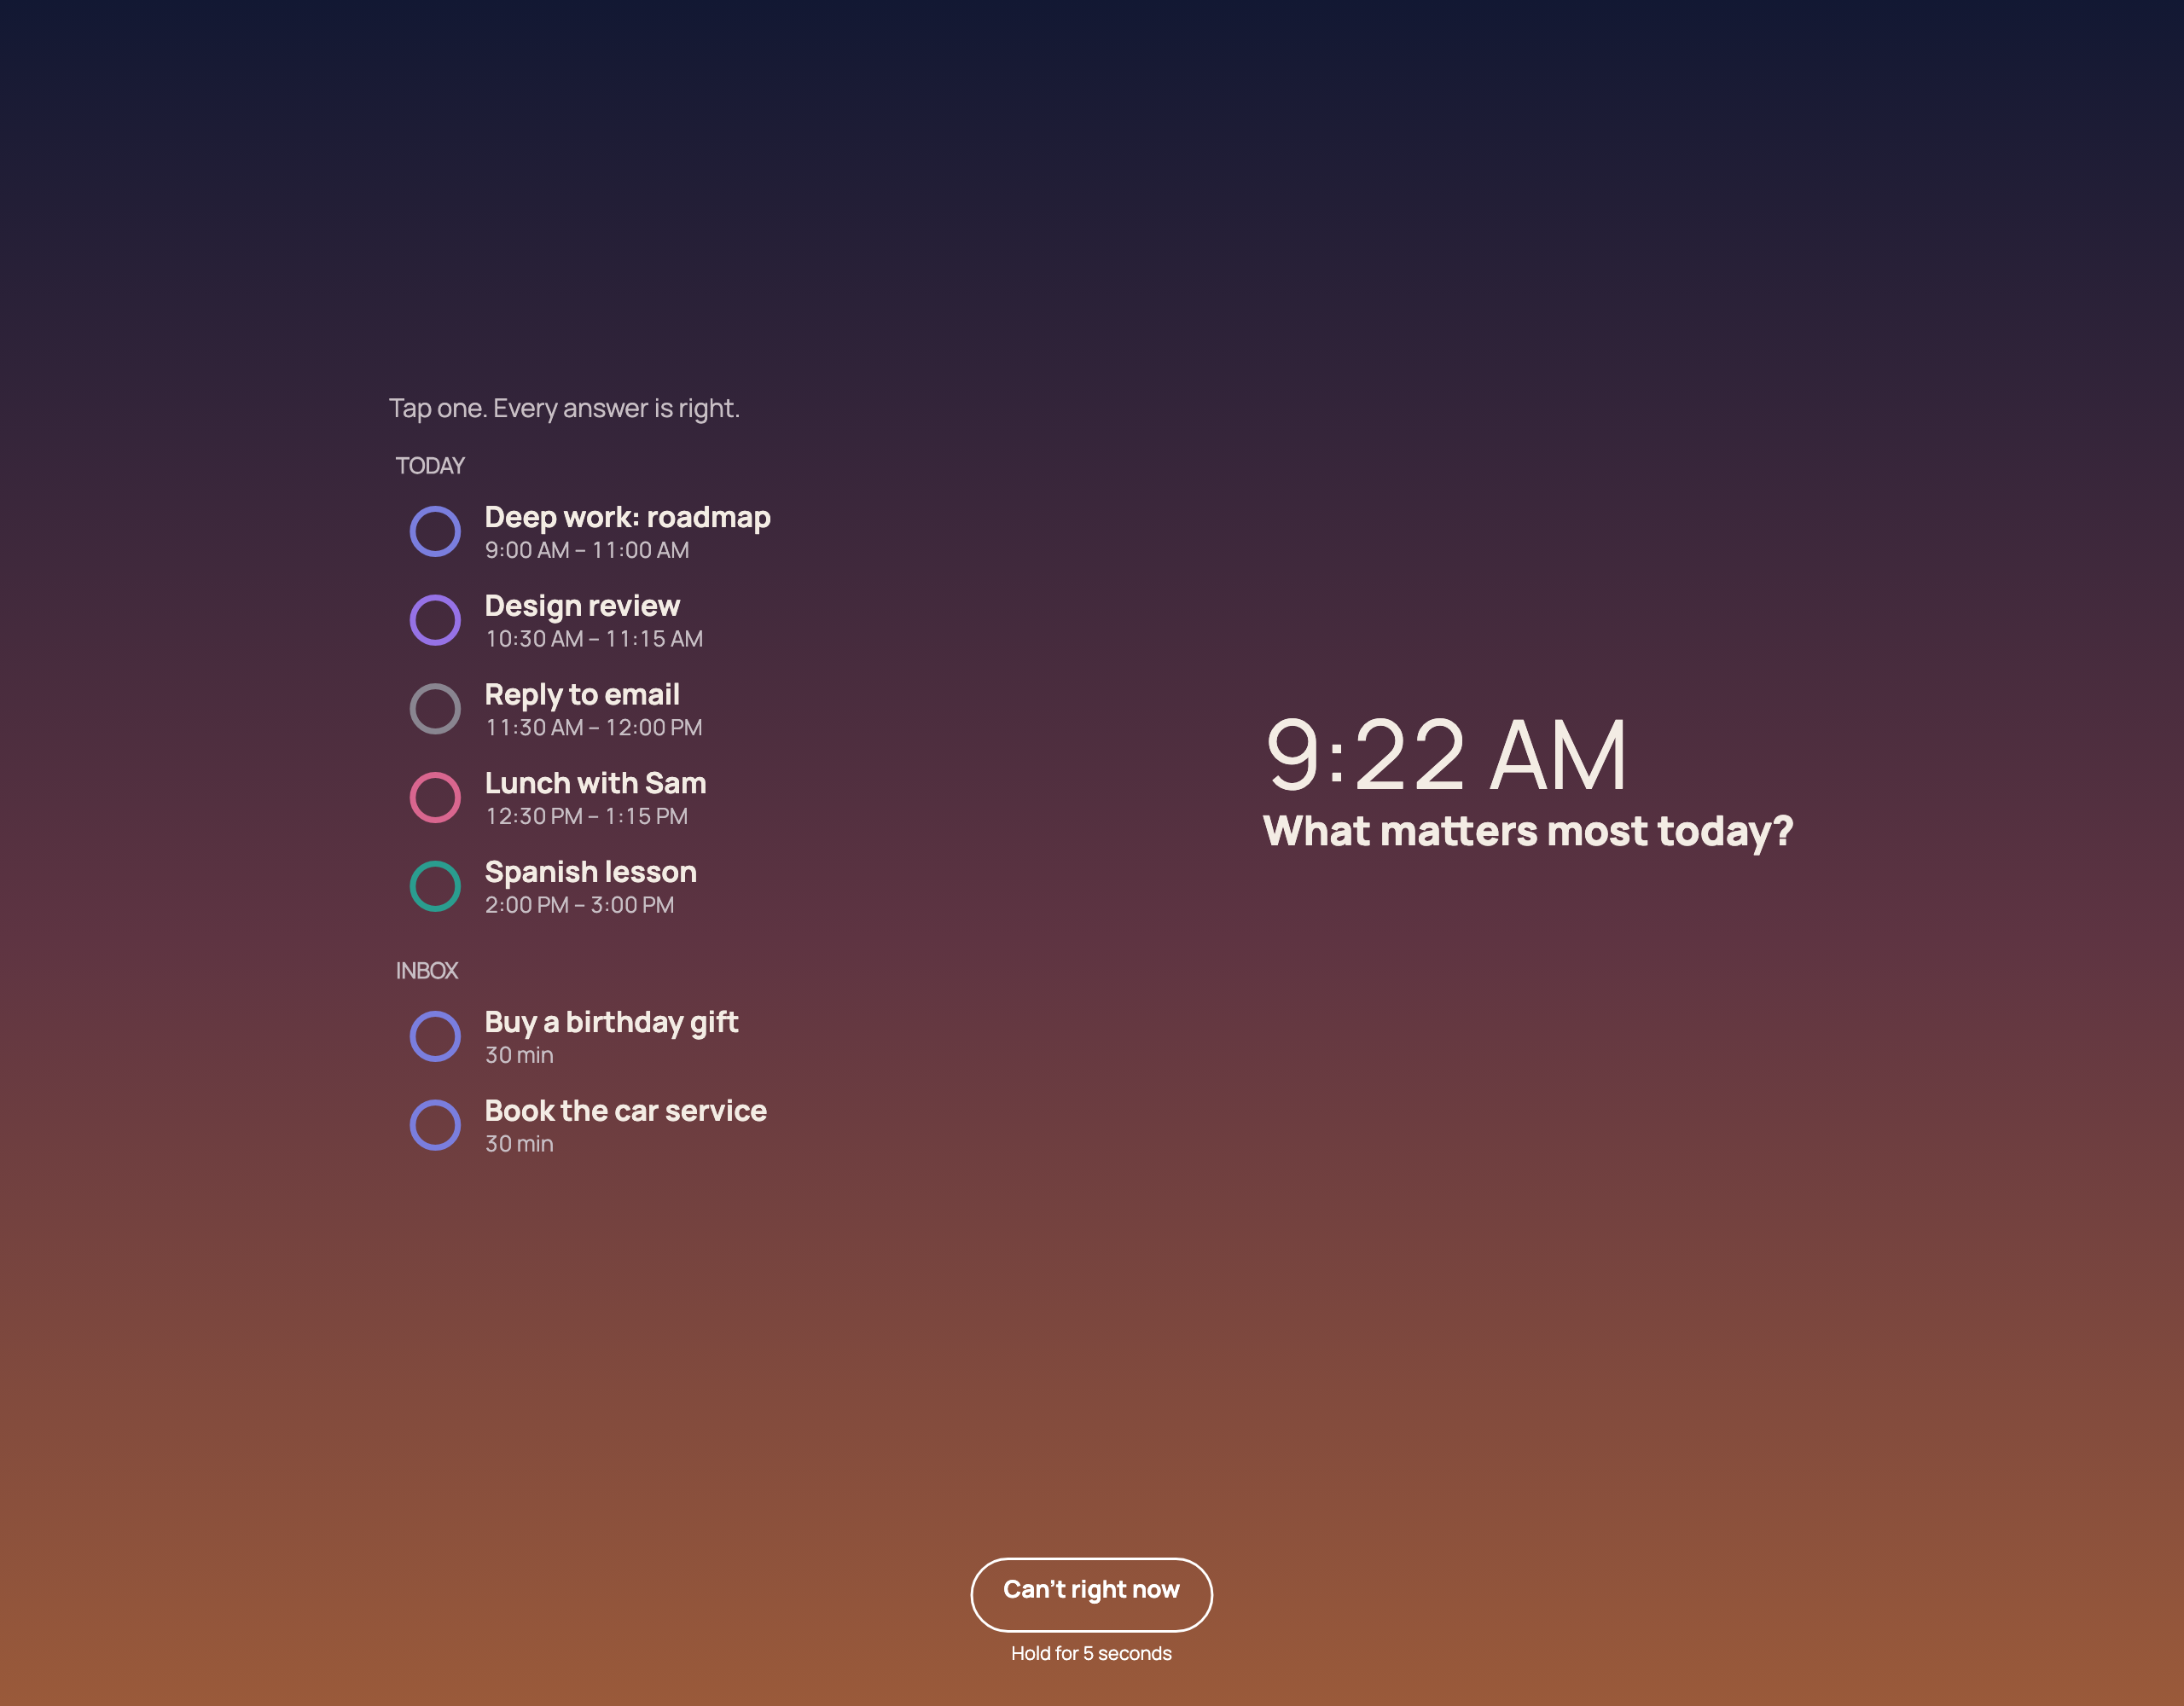 Tap one. Every answer is right.
TODAY
Deep work: roadmap
9:00 AM – 11:00 AM
Design review
10:30 AM – 11:15 AM
Reply to email
11:30 AM – 12:00 PM
Lunch with Sam
12:30 PM – 1:15 PM
Spanish lesson
2:00 PM – 3:00 PM
INBOX
Buy a birthday gift
30 min
Book the car service
30 min
9:22 AM
What matters most today?
Can't right now
Hold for 5 seconds